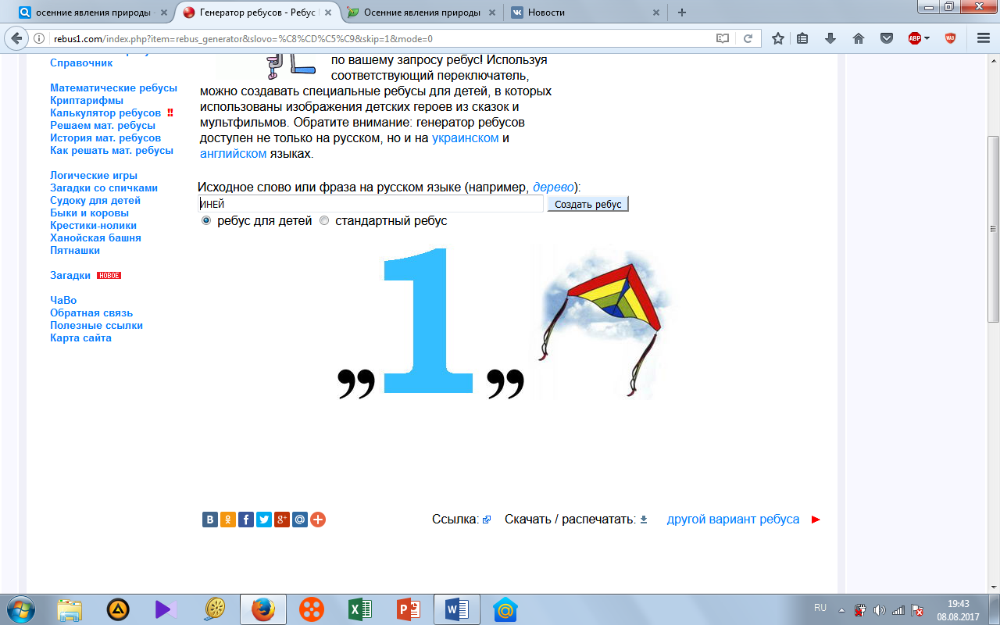 осенние явления природы -
Генератор ребусов - Ребус
Осенние явления природы
Новости
rebus1.com/index.php?item=rebus_generator&slovo=%C8%CD%C5%C9&skip=1&mode=0
ABP
Справочник
Математические ребусы
Криптарифмы
Калькулятор ребусов !!
Решаем мат. ребусы
История мат. ребусов
Как решать мат. ребусы
Логические игры
Загадки со спичками
Судоку для детей
Быки и коровы
Крестики-нолики
Ханойская башня
Пятнашки
Загадки НОВОЕ
ЧаВо
Обратная связь
Полезные ссылки
Карта сайта
по вашему запросу ребус! Используя
соответствующий переключатель,
можно создавать специальные ребусы для детей, в которых
использованы изображения детских героев из сказок и
мультфильмов. Обратите внимание: генератор ребусов
доступен не только на русском, но и на украинском и
английском языках.
Исходное слово или фраза на русском языке (например, дерево):
ИНЕЙ
Создать ребус
ребус для детей стандартный ребус
,, 1 ,,
Ссылка: Скачать / распечатать: другой вариант ребуса
RU
19:43
08.08.2017